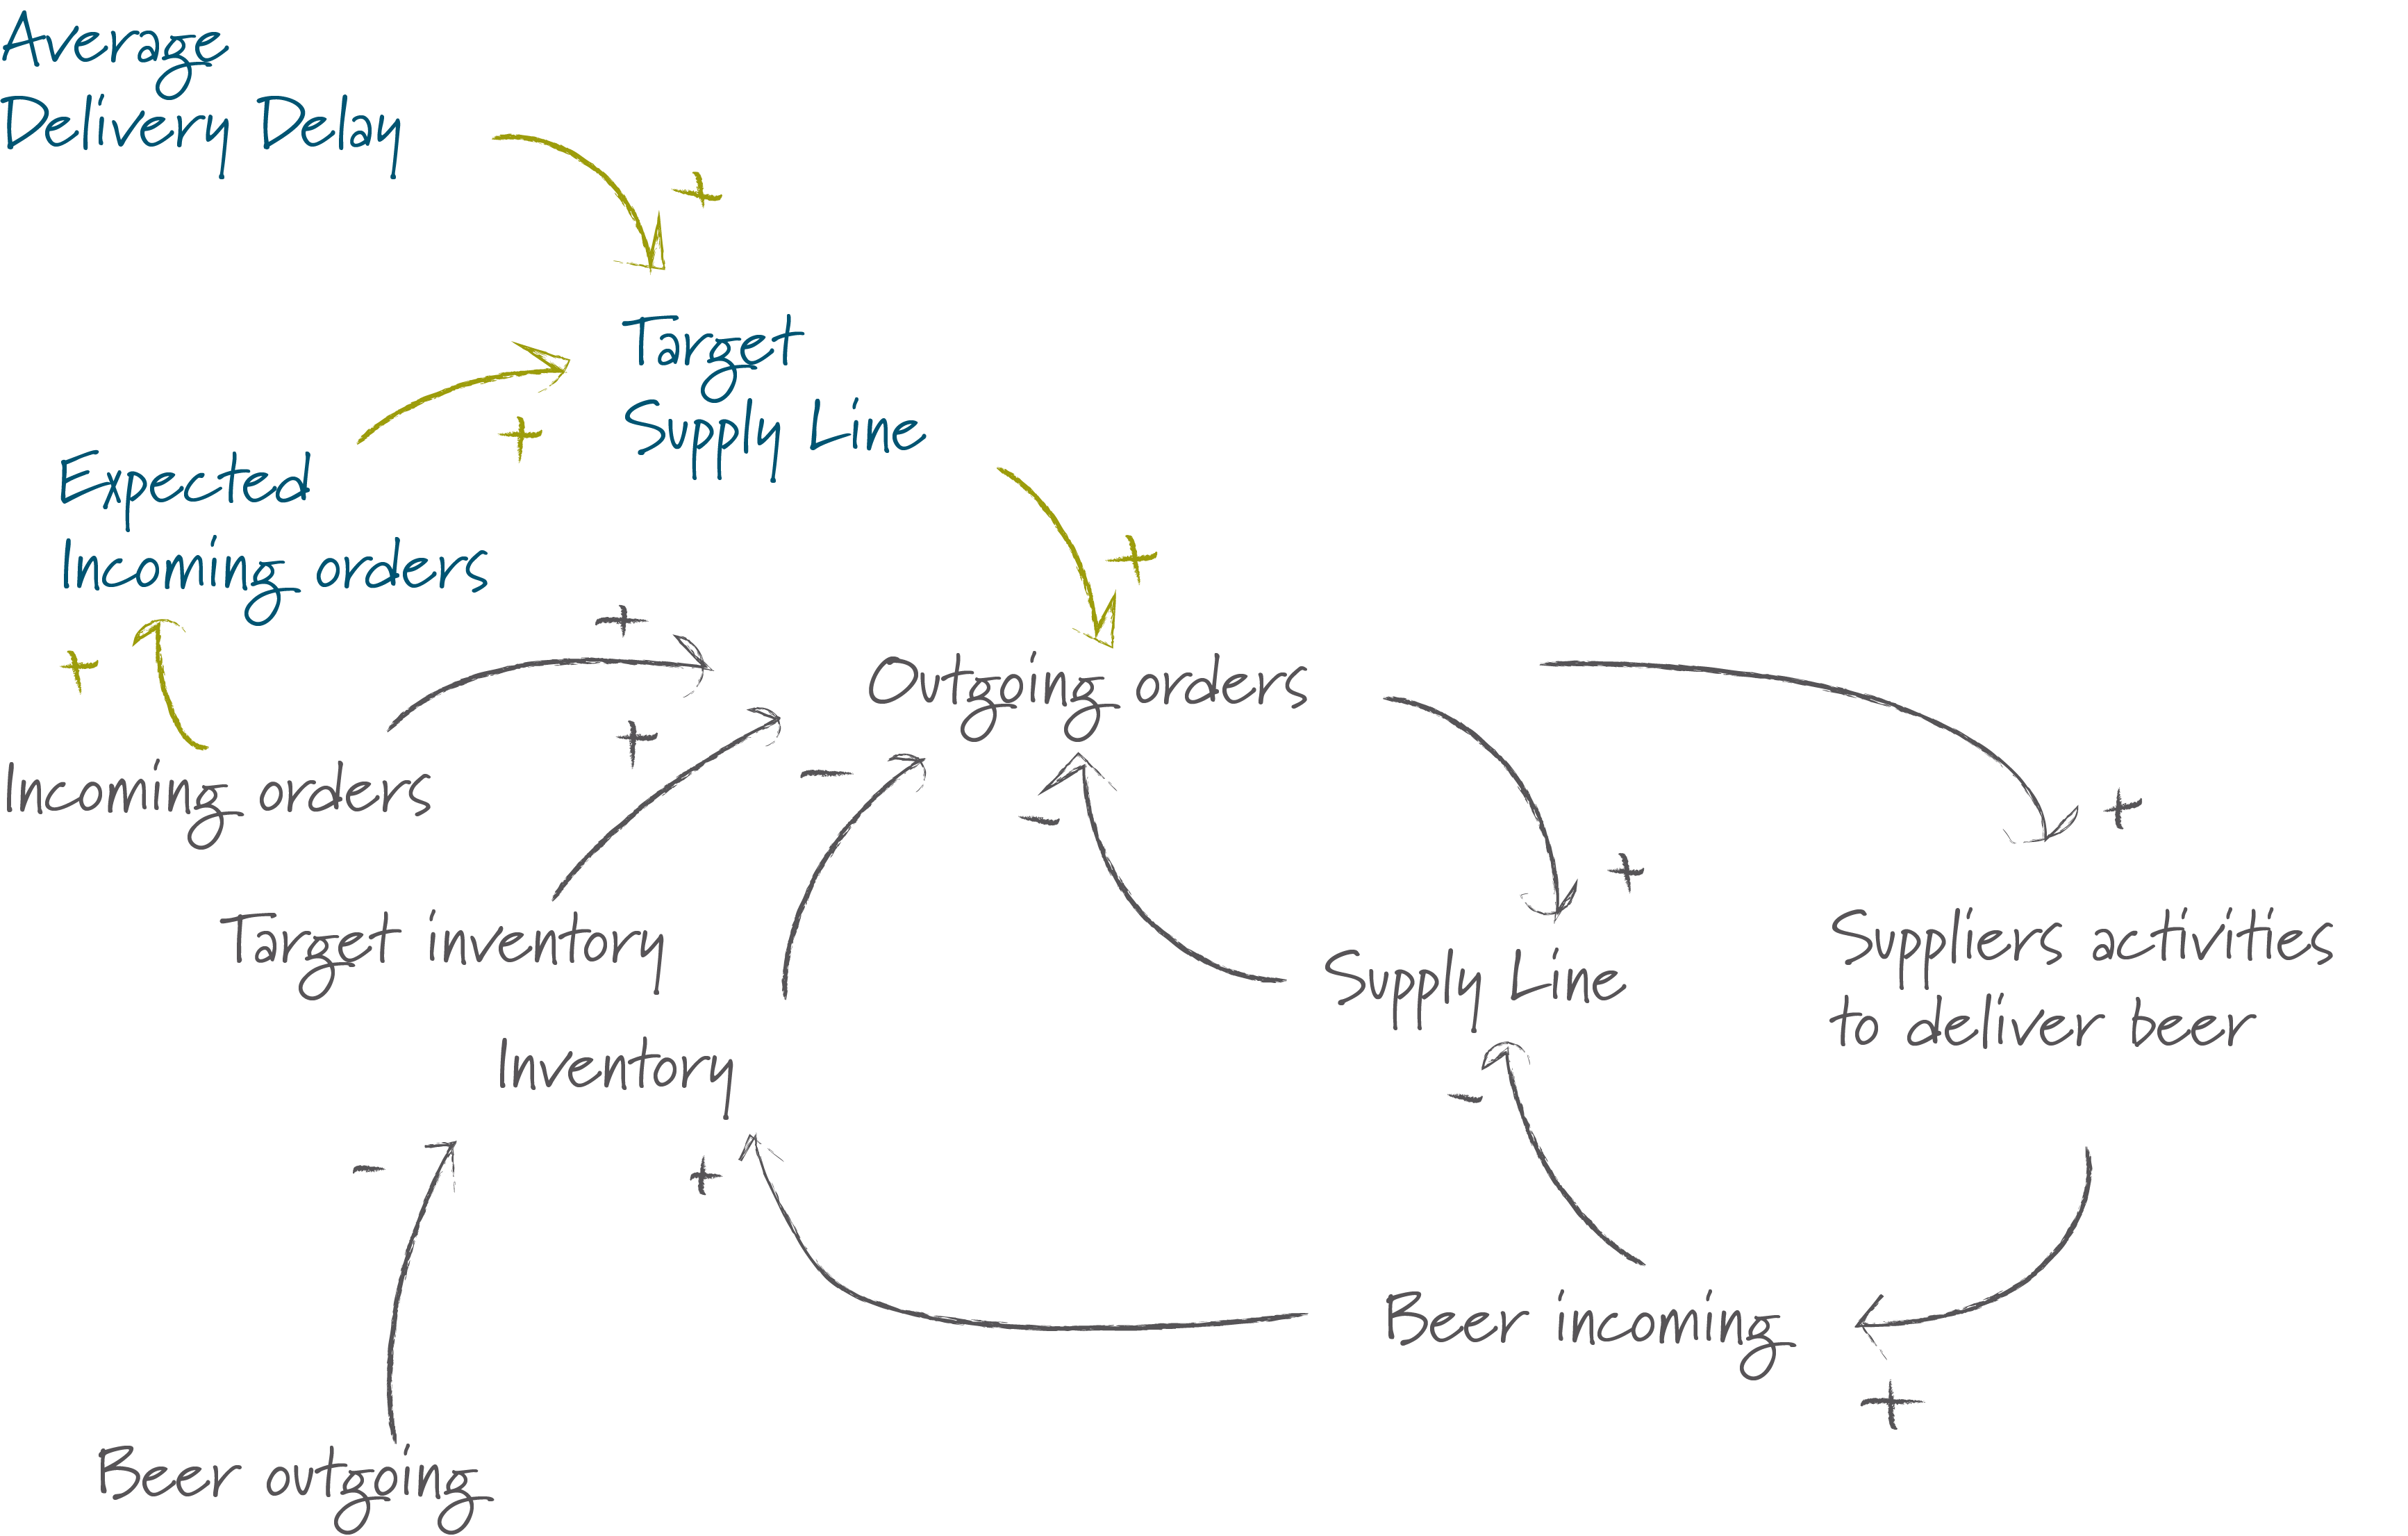 Average
Delivery Delay
+
Target
Supply Line
+
Expected
Incoming orders
+
+
+
Outgoing orders
+
Incoming orders
-
-
+
+
Target inventory
Supply Line
Suppliers activities
to deliver beer
Inventory
-
-
+
Beer incoming
+
Beer outgoing